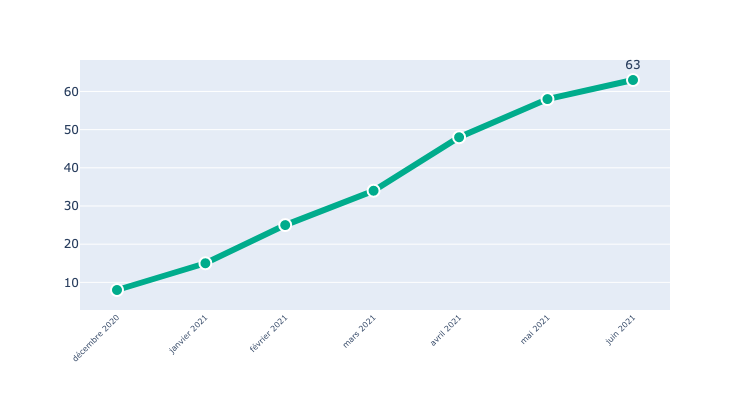 63
60
50
40
30
20
10
décembre 2020
janvier 2021
février 2021
mars 2021
avril 2021
mai 2021
juin 2021